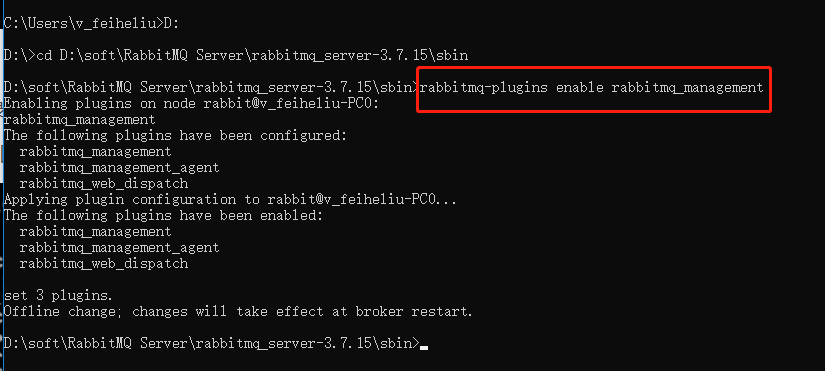 C:\Users\v_feiheliu>D:
D:\>cd D:\soft\RabbitMQ Server\rabbitmq_server-3.7.15\sbin
D:\soft\RabbitMQ Server\rabbitmq_server-3.7.15\sbin>rabbitmq-plugins enable rabbitmq_management
Enabling plugins on node rabbit@v_feiheliu-PC0:
rabbitmq_management
The following plugins have been configured:
  rabbitmq_management
  rabbitmq_management_agent
  rabbitmq_web_dispatch
Applying plugin configuration to rabbit@v_feiheliu-PC0...
The following plugins have been enabled:
  rabbitmq_management
  rabbitmq_management_agent
  rabbitmq_web_dispatch
set 3 plugins.
Offline change; changes will take effect at broker restart.
D:\soft\RabbitMQ Server\rabbitmq_server-3.7.15\sbin>